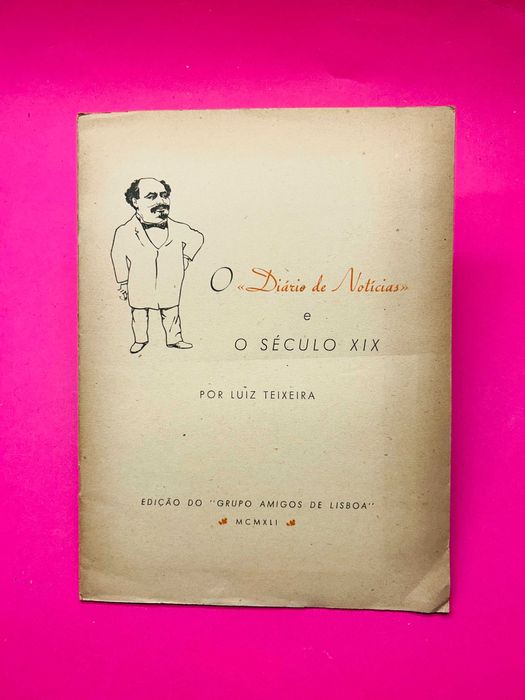 O «Diário de Notícias»
e
O SÉCULO XIX
POR LUIZ TEIXEIRA
EDIÇÃO DO "GRUPO AMIGOS DE LISBOA"
MCMXLI